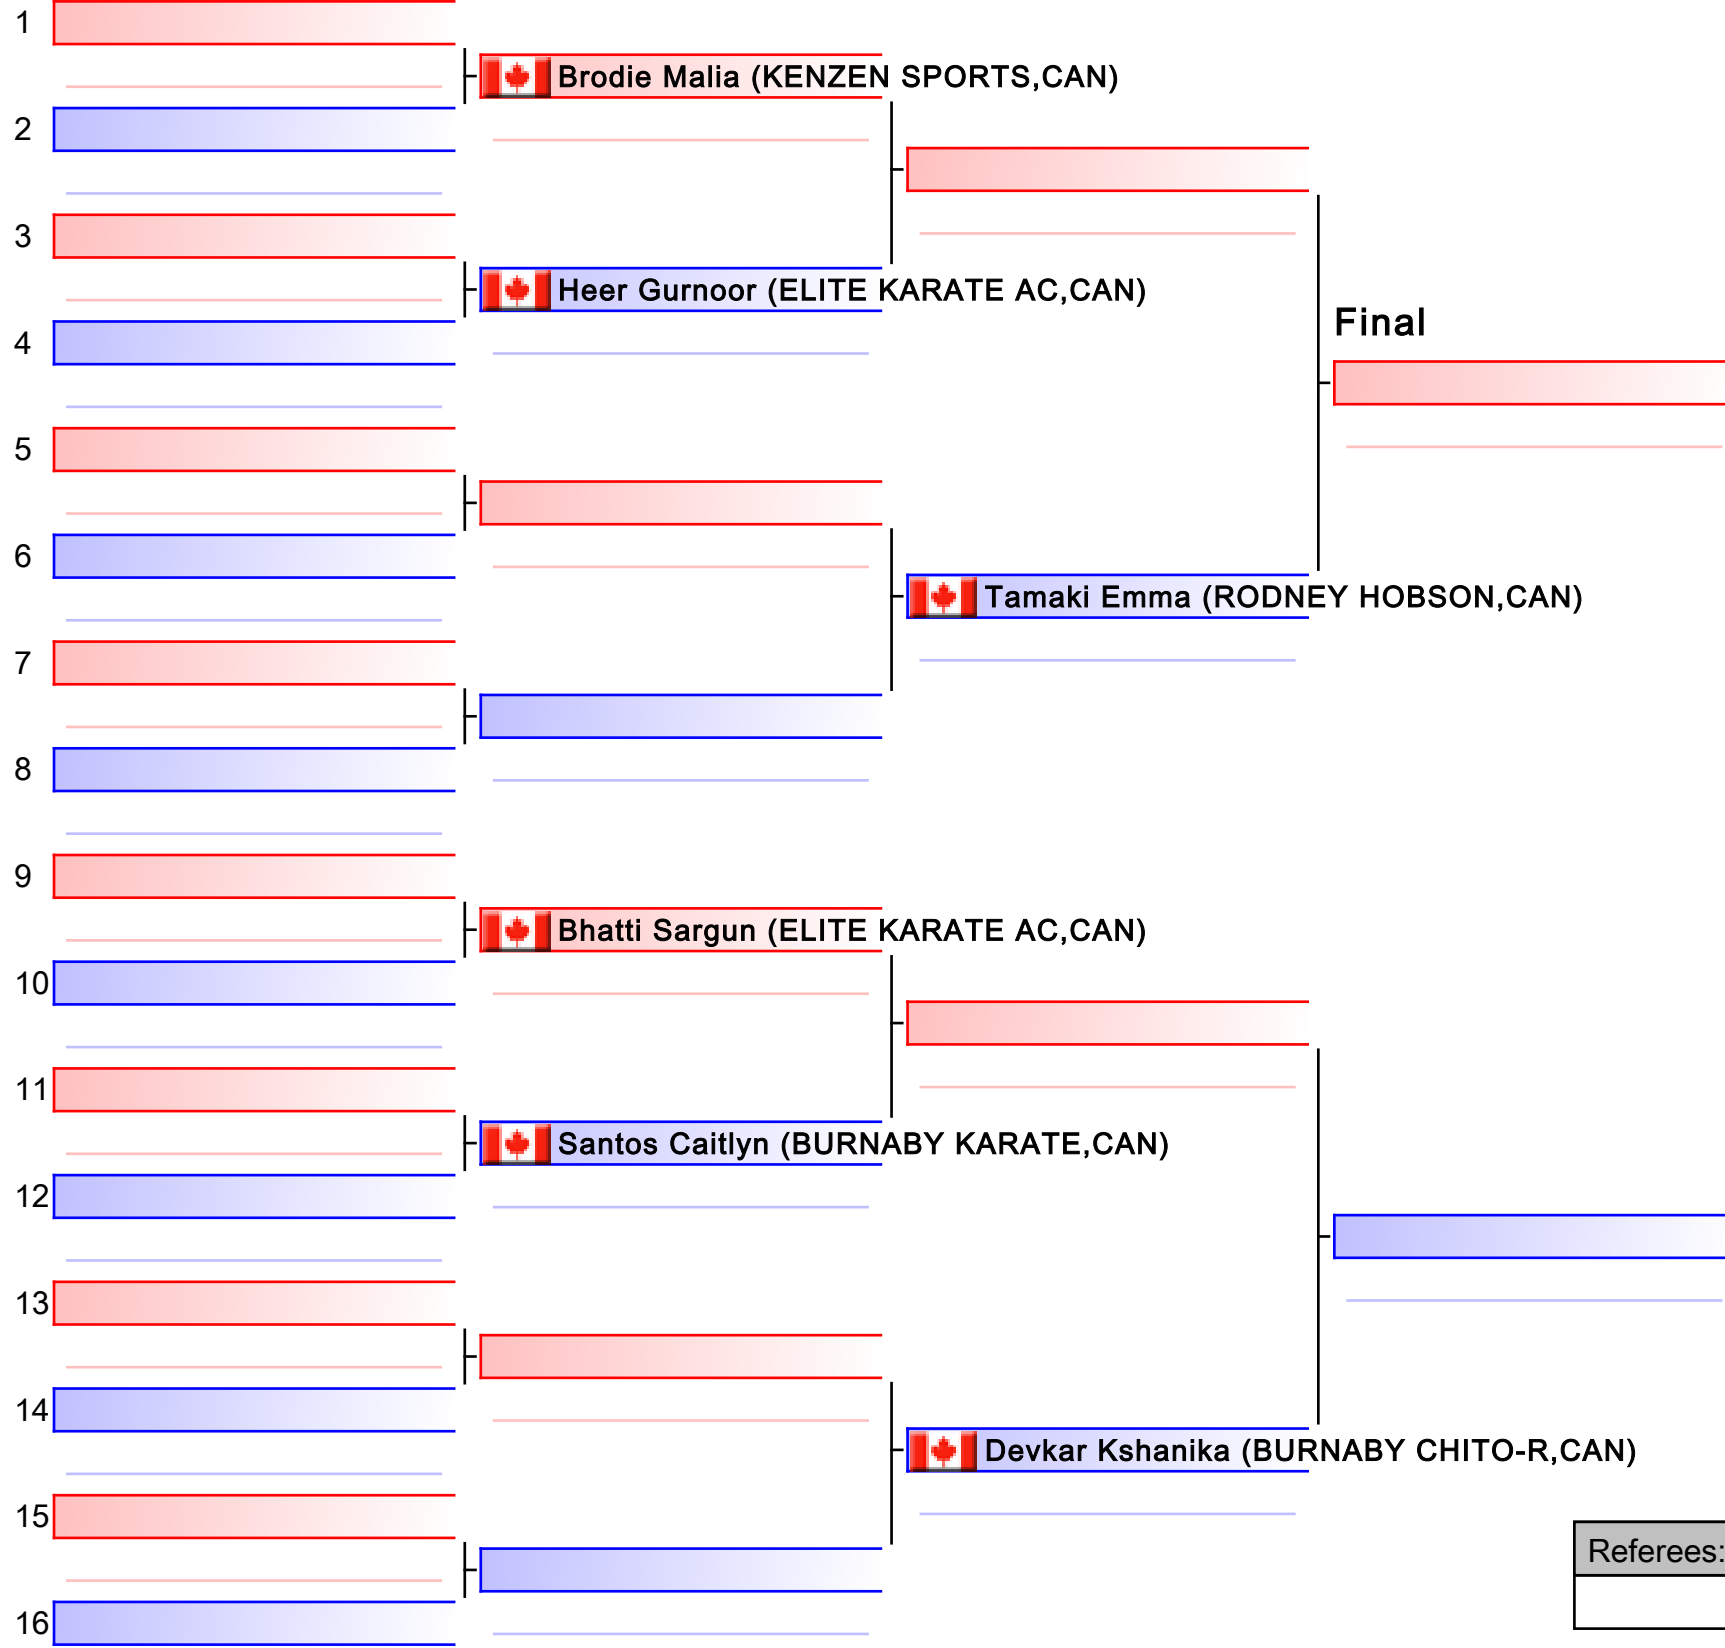 1
Brodie Malia (KENZEN SPORTS,CAN)
2
3
Heer Gurnoor (ELITE KARATE AC,CAN)
4
Final
5
6
Tamaki Emma (RODNEY HOBSON,CAN)
7
8
9
Bhatti Sargun (ELITE KARATE AC,CAN)
10
11
Santos Caitlyn (BURNABY KARATE,CAN)
12
13
14
Devkar Kshanika (BURNABY CHITO-R,CAN)
15
Referees:
16